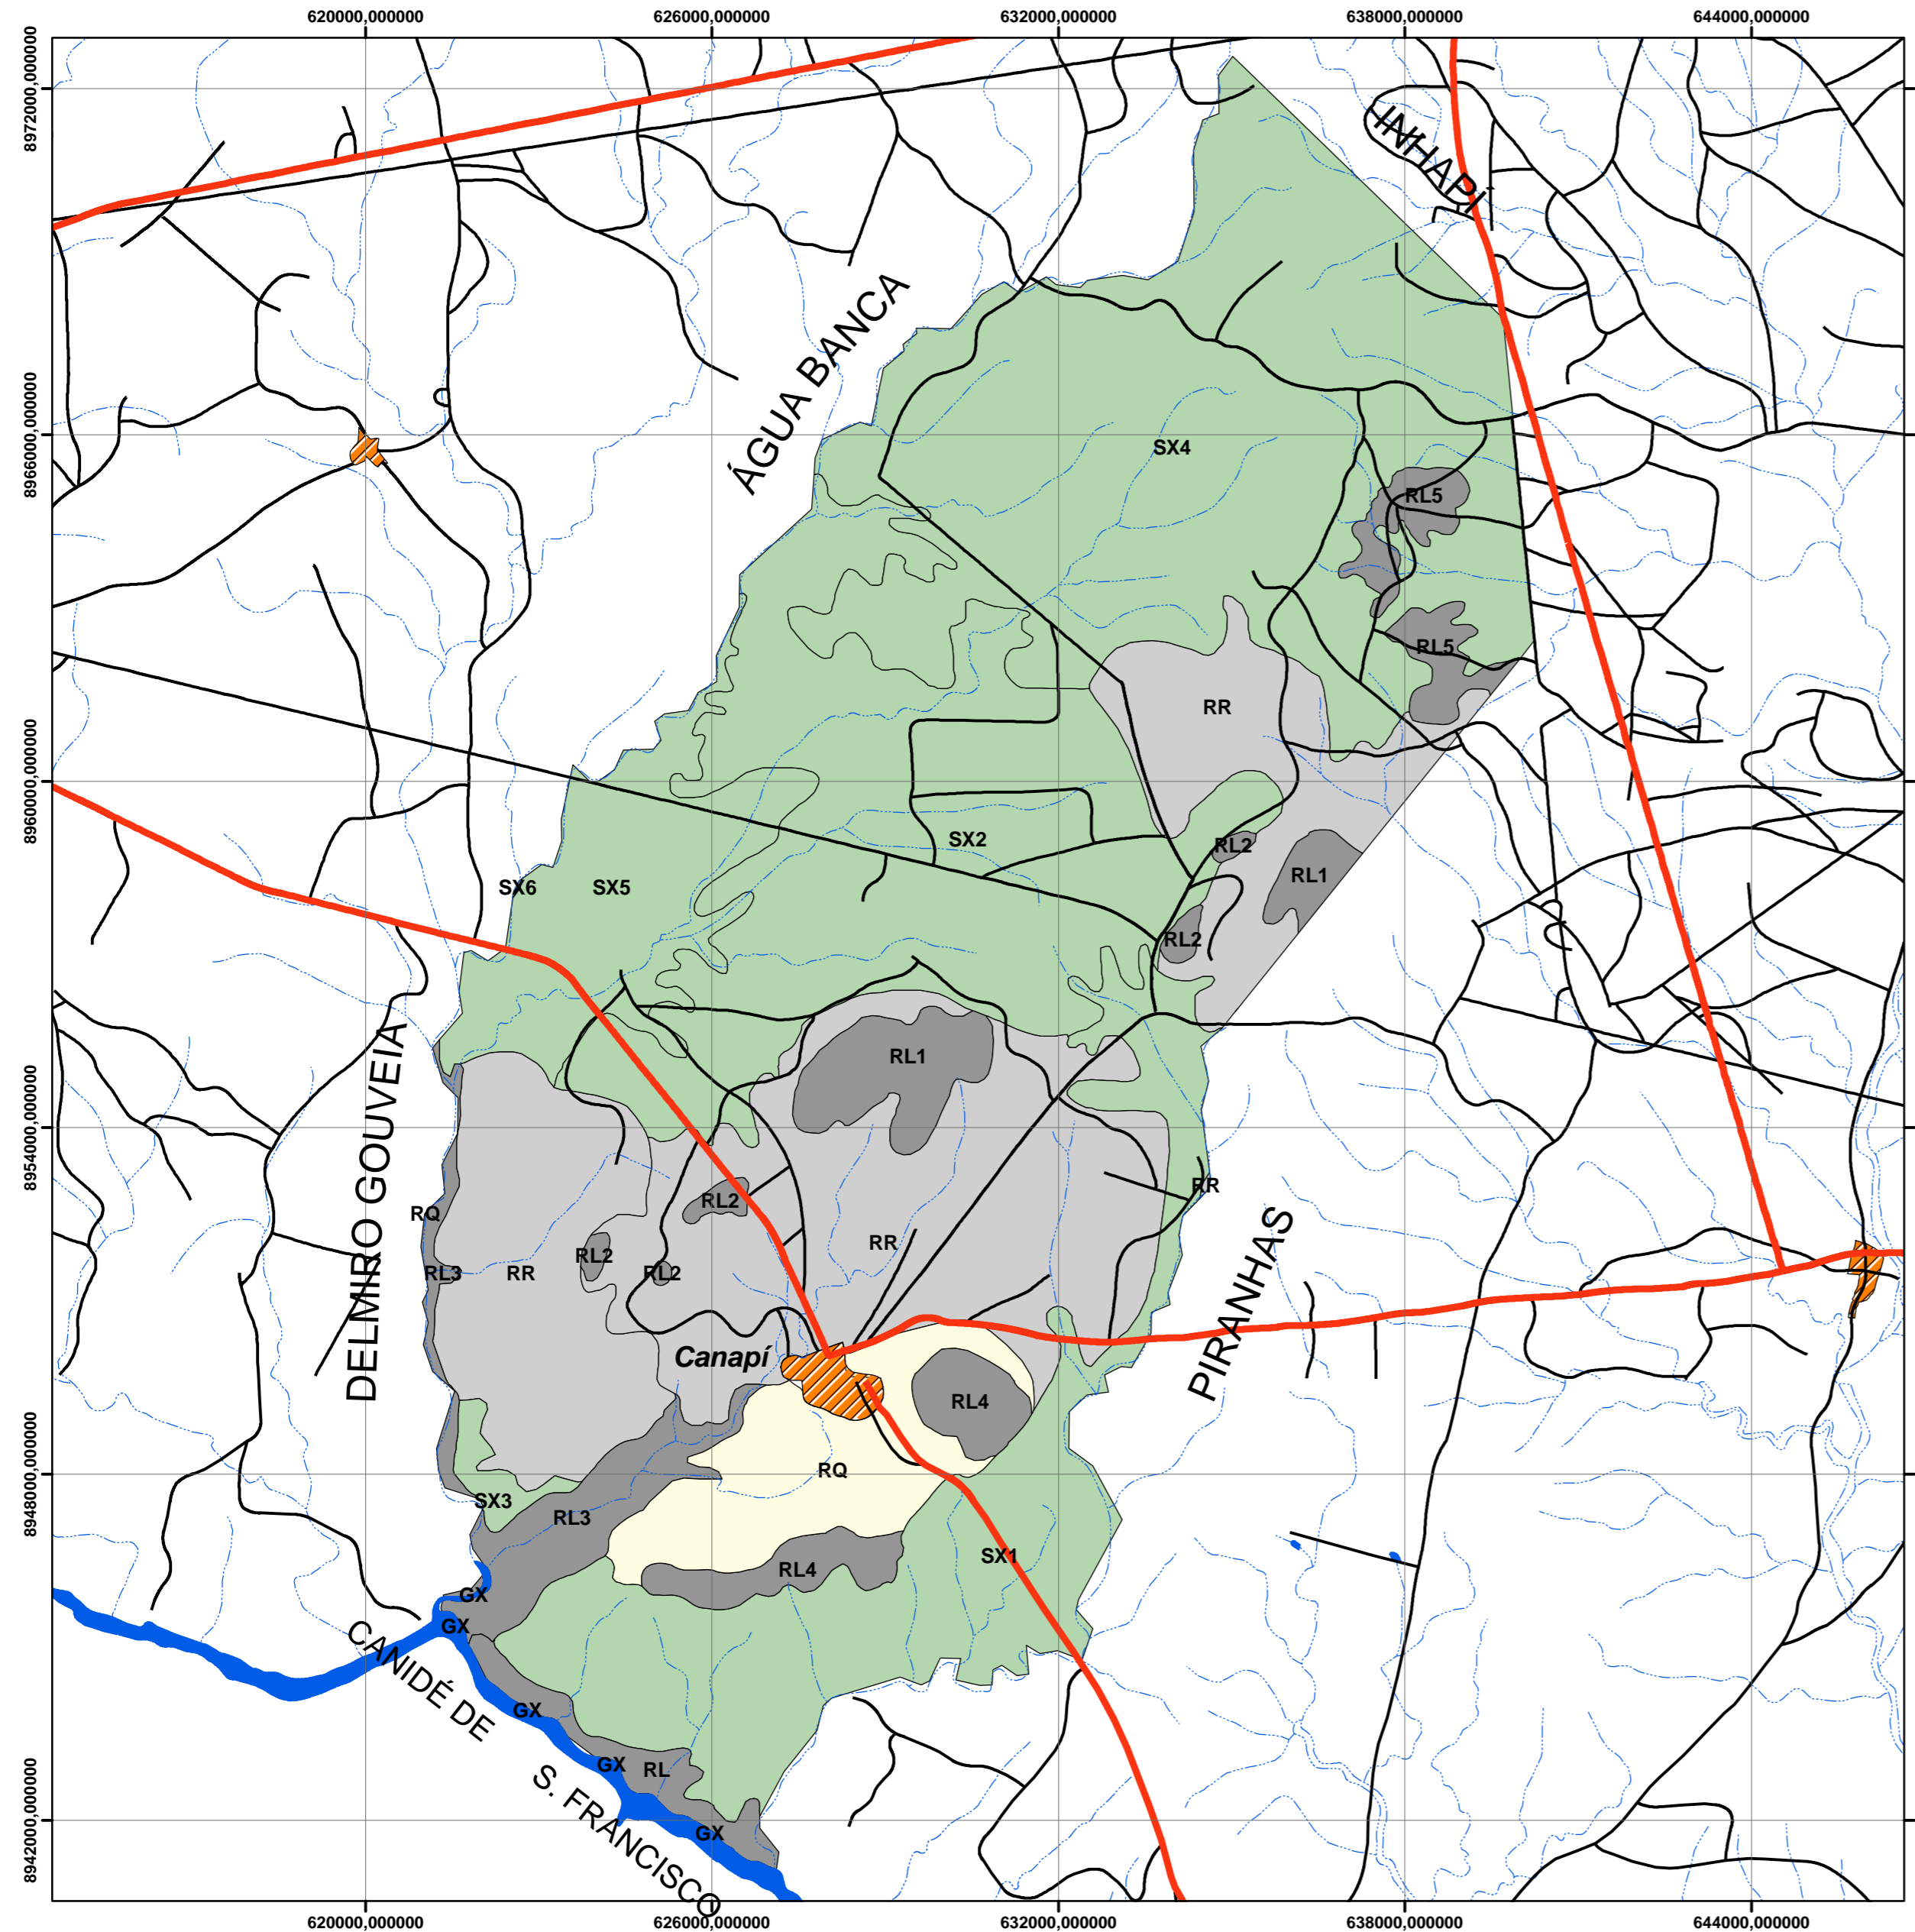 620000,000000 626000,000000 632000,000000 638000,000000 644000,000000
8972000,000000
8966000,000000
8960000,000000
8954000,000000
8948000,000000
8942000,000000
INHAPÍ
ÁGUA BANCA
SX4
RL5
RL5
RR
SX2
RL2
RL1
SX6
SX5
RL2
RL1
DELMIRO GOUVEIA
RR
RL2
RQ
RR
RL2
RL3
RR
RL2
PIRANHAS
Canapí
RL4
RQ
SX3
RL3
SX1
RL4
GX
GX
CANIDÉ DE
GX
GX
RL
S. FRANCISCO
GX
620000,000000 626000,000000 632000,000000 638000,000000 644000,000000